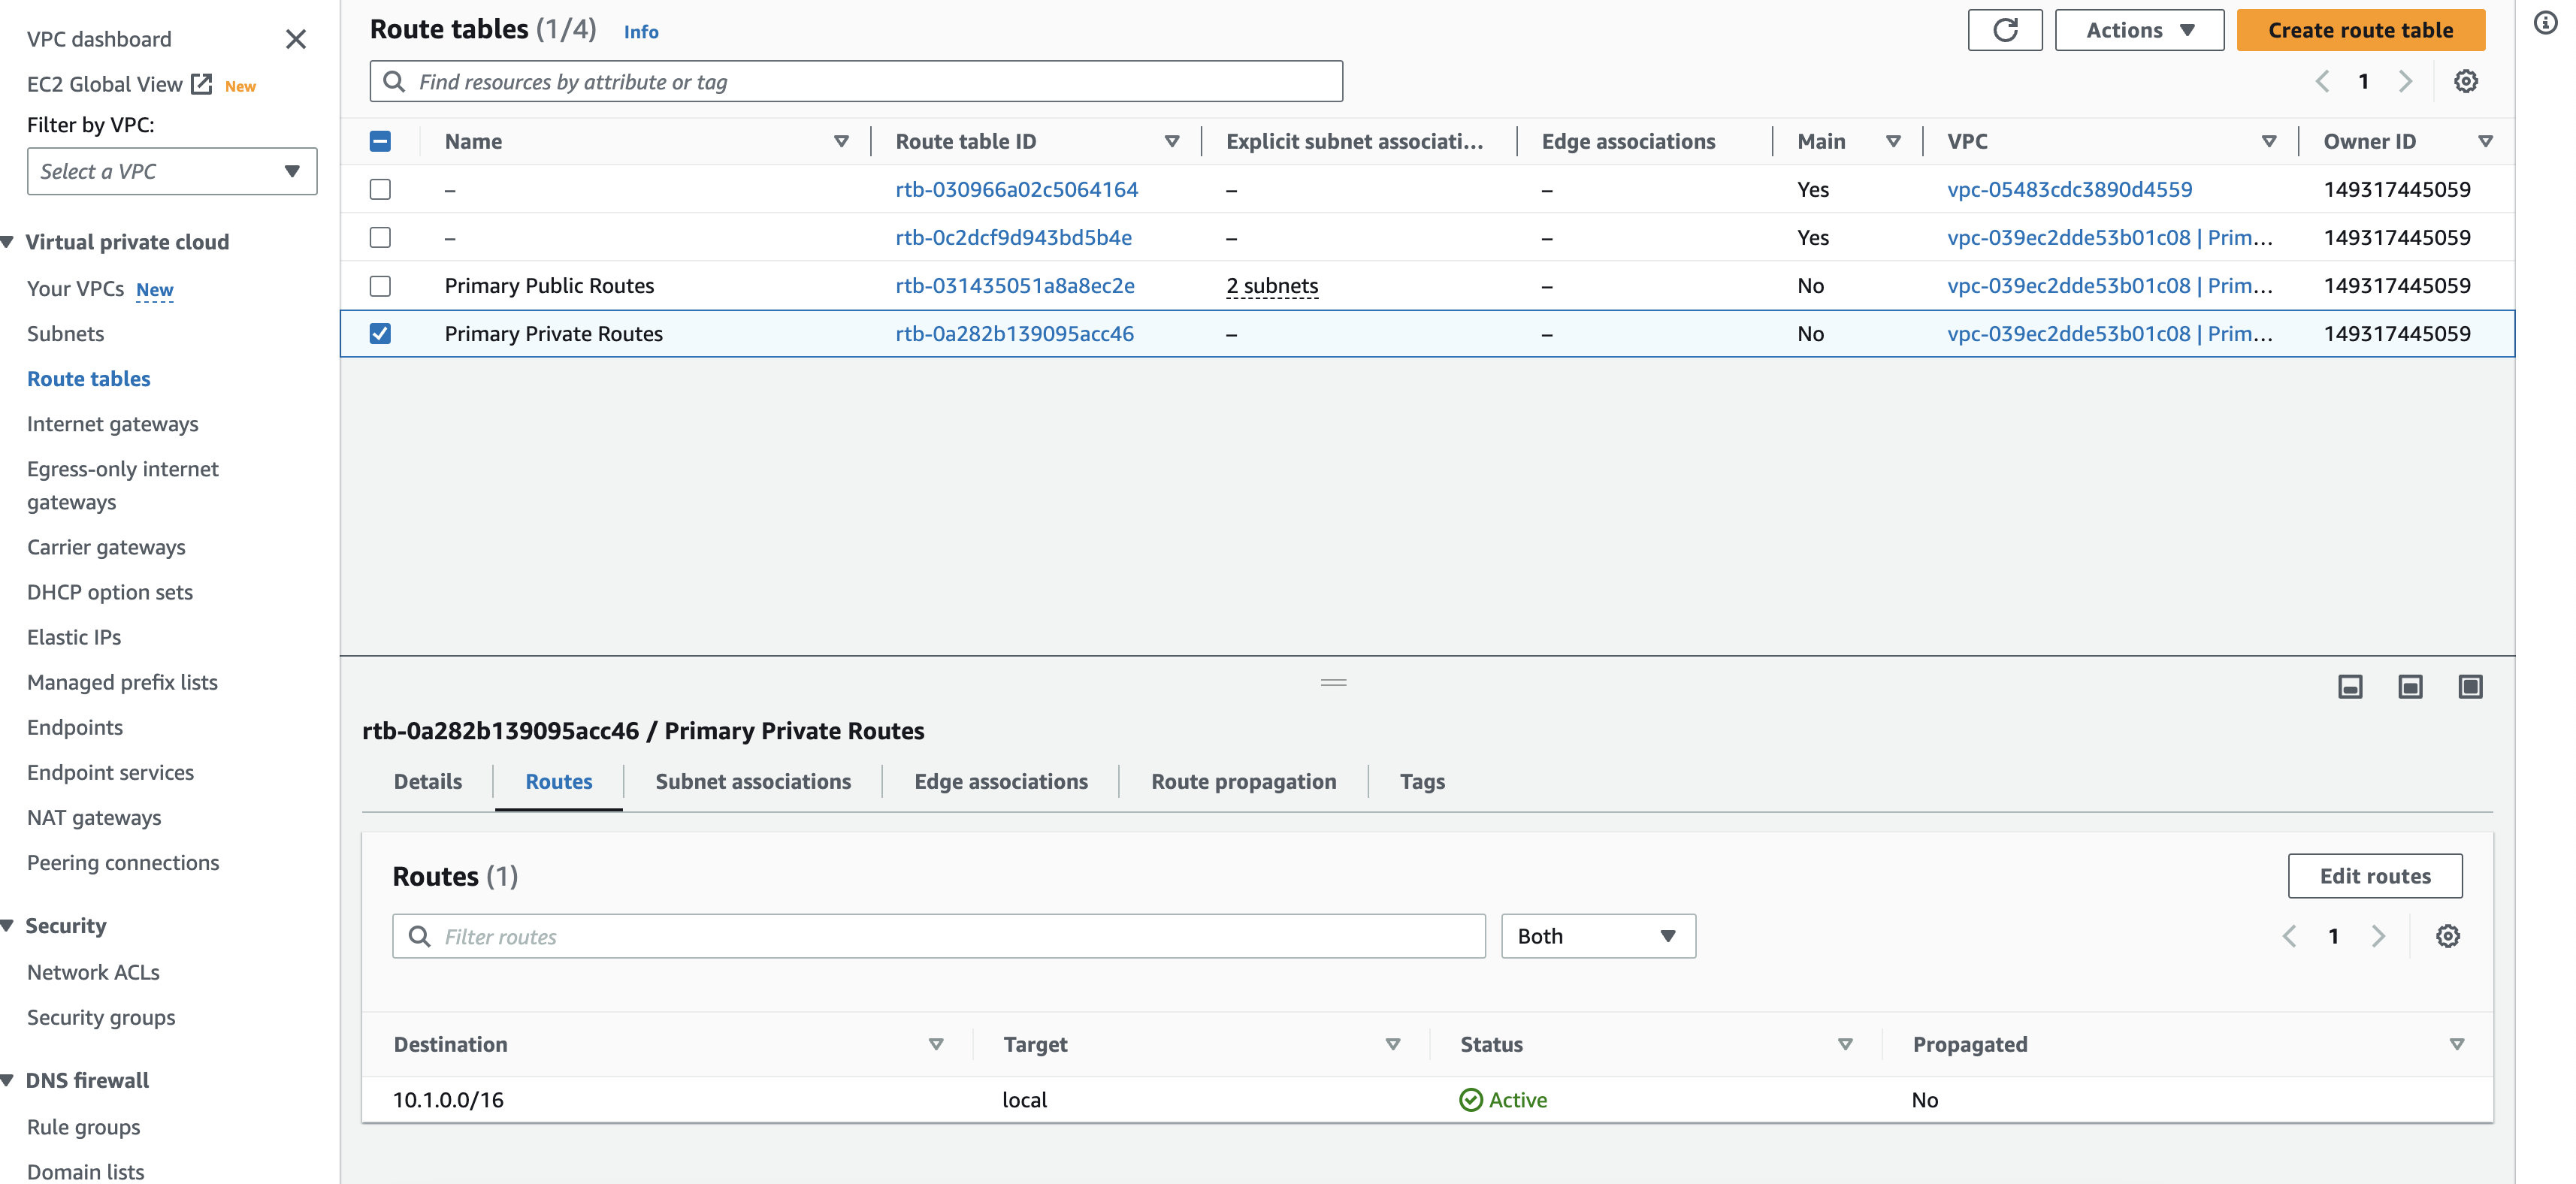 VPC dashboard
EC2 Global View New
Filter by VPC:
Select a VPC
Virtual private cloud
Your VPCs New
Subnets
Route tables
Internet gateways
Egress-only internet
gateways
Carrier gateways
DHCP option sets
Elastic IPs
Managed prefix lists
Endpoints
Endpoint services
NAT gateways
Peering connections
Security
Network ACLs
Security groups
DNS firewall
Rule groups
Domain lists
Route tables (1/4) Info
Actions
Create route table
Find resources by attribute or tag
1
Name Route table ID Explicit subnet associati... Edge associations Main VPC Owner ID
– rtb-030966a02c5064164 – – Yes vpc-05483cdc3890d4559 149317445059
– rtb-0c2dcf9d943bd5b4e – – Yes vpc-039ec2dde53b01c08 | Prim... 149317445059
Primary Public Routes rtb-031435051a8a8ec2e 2 subnets – No vpc-039ec2dde53b01c08 | Prim... 149317445059
Primary Private Routes rtb-0a282b139095acc46 – – No vpc-039ec2dde53b01c08 | Prim... 149317445059
rtb-0a282b139095acc46 / Primary Private Routes
Details Routes Subnet associations Edge associations Route propagation Tags
Routes (1)
Edit routes
Filter routes
Both
1
Destination Target Status Propagated
10.1.0.0/16 local Active No